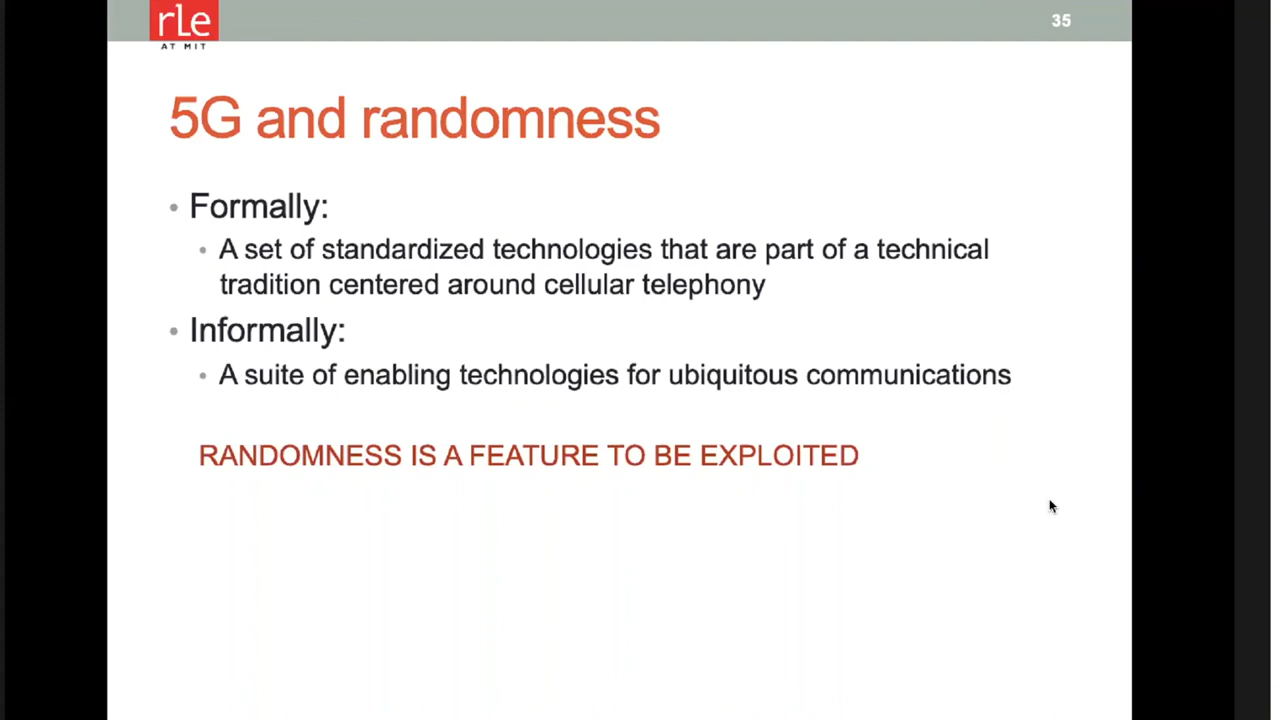 rLe
AT MIT
35
5G and randomness
• Formally:
• A set of standardized technologies that are part of a technical
tradition centered around cellular telephony
• Informally:
• A suite of enabling technologies for ubiquitous communications
RANDOMNESS IS A FEATURE TO BE EXPLOITED